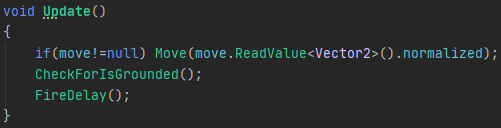 void Update()
{
    if(move!=null) Move(move.ReadValue<Vector2>().normalized);
    CheckForIsGrounded();
    FireDelay();
}